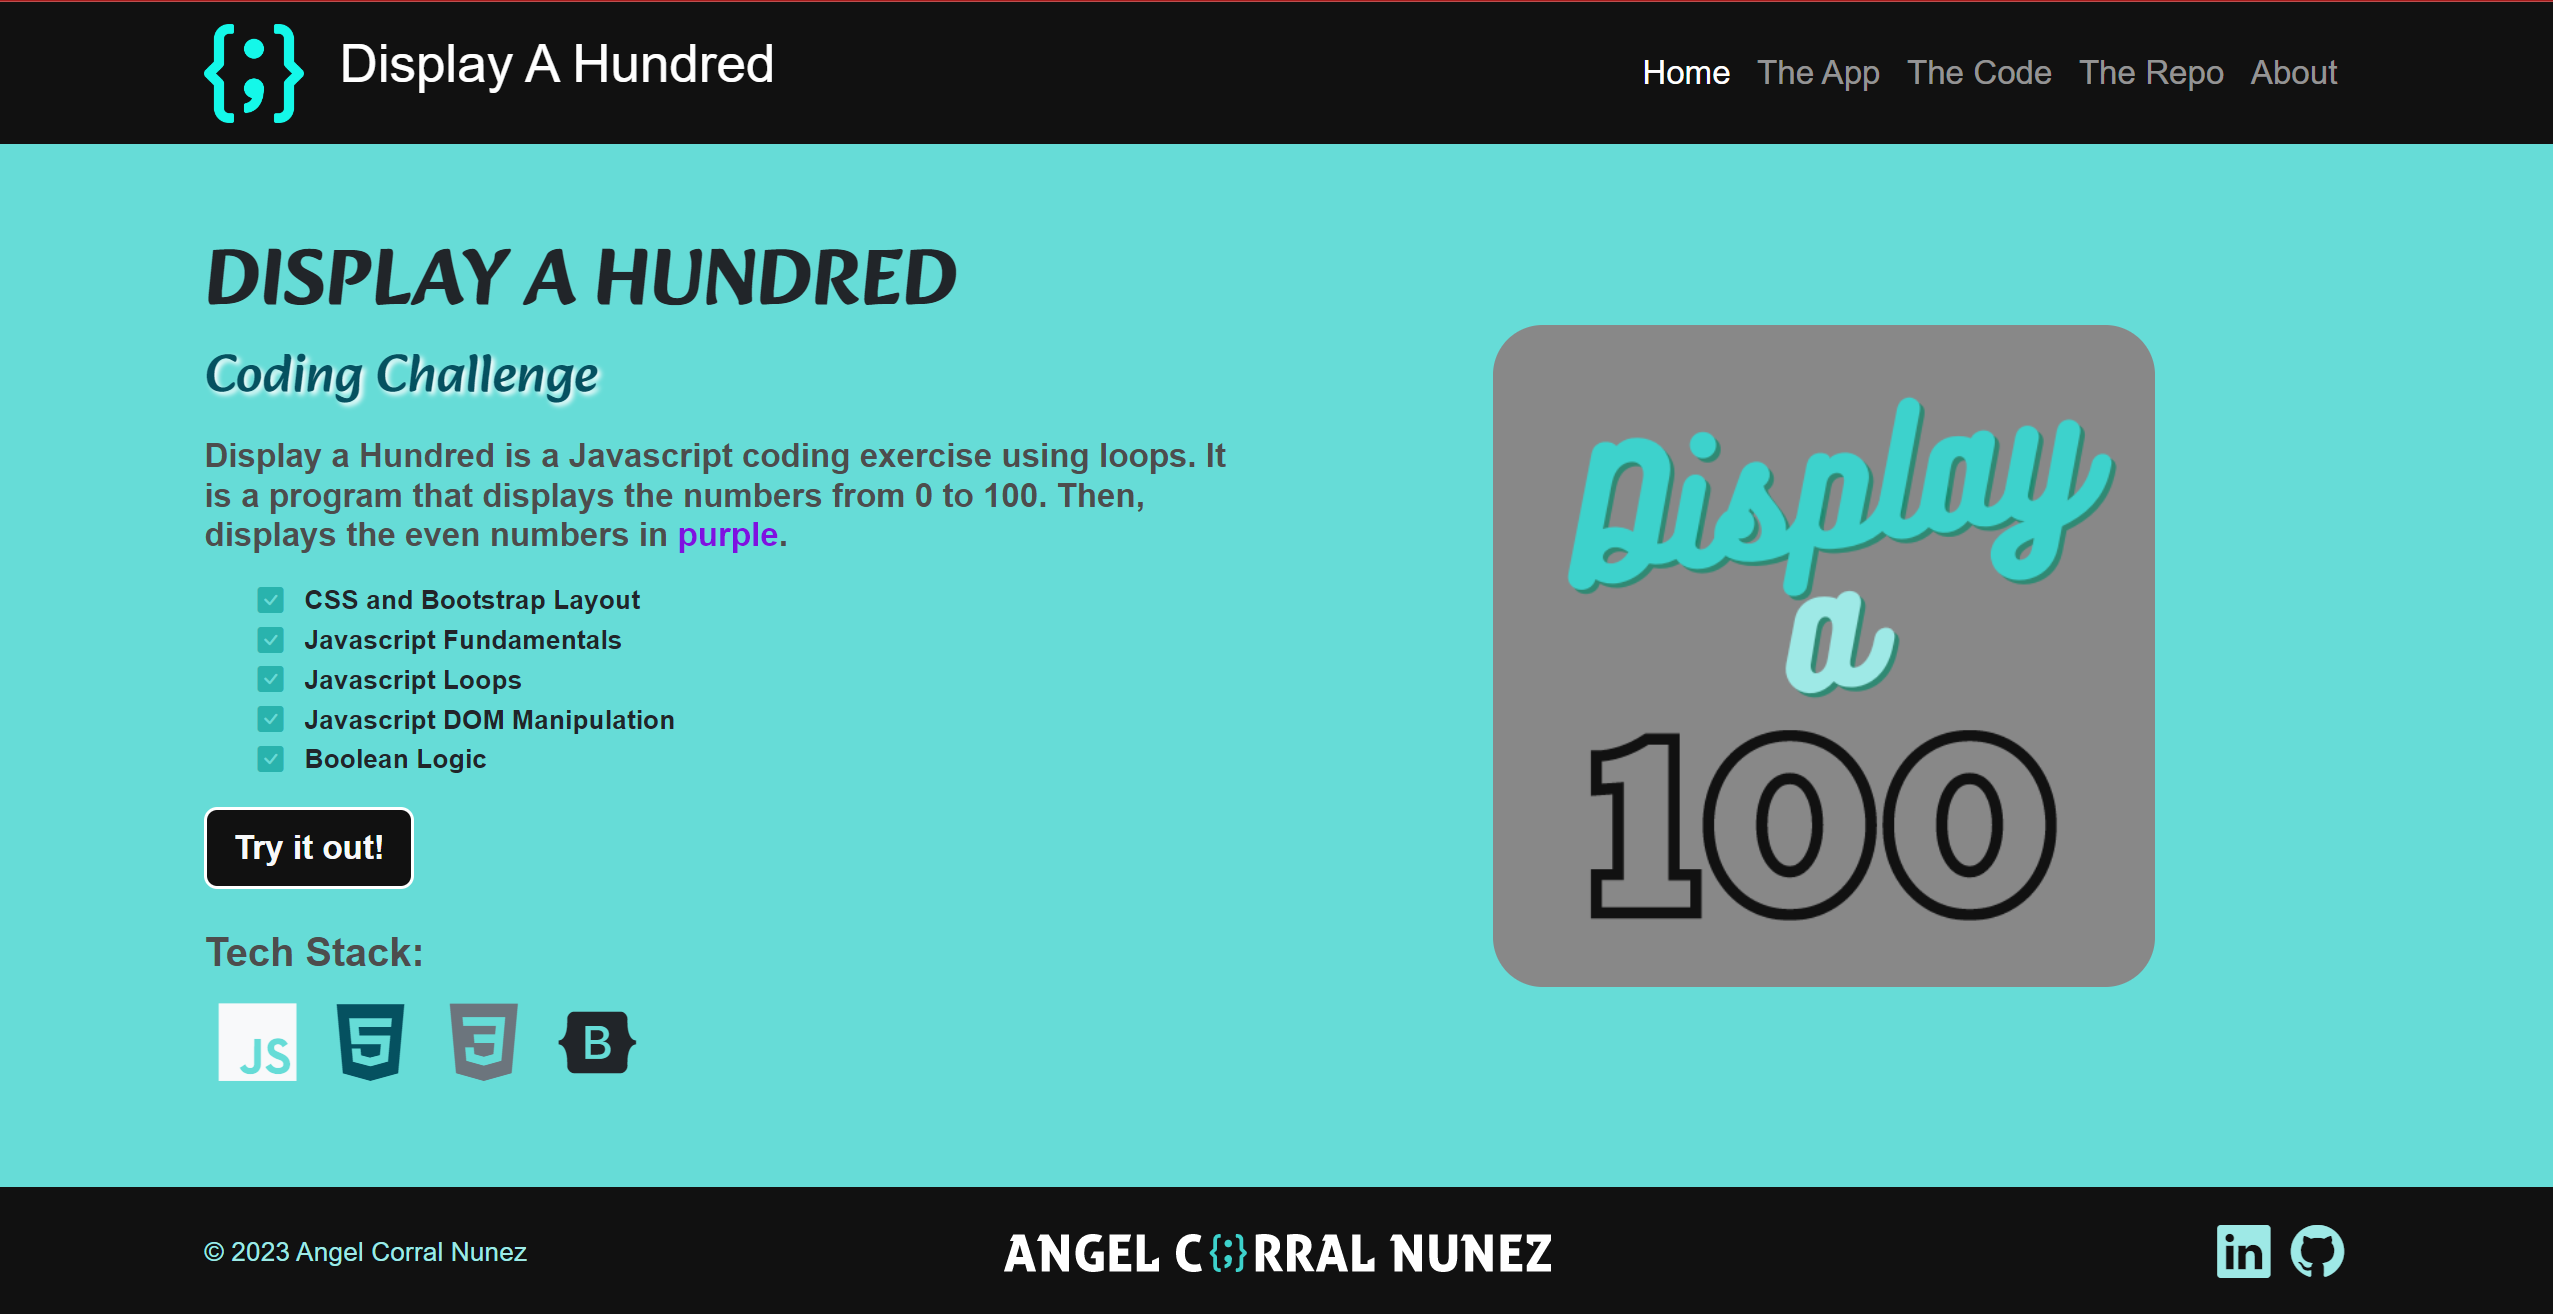 {;} Display A Hundred
Home The App The Code The Repo About
DISPLAY A HUNDRED
Coding Challenge
Display a Hundred is a Javascript coding exercise using loops. It
is a program that displays the numbers from 0 to 100. Then,
displays the even numbers in purple.
CSS and Bootstrap Layout
Javascript Fundamentals
Javascript Loops
Javascript DOM Manipulation
Boolean Logic
Try it out!
Tech Stack:
JS 5 3 B
Display
a
100
© 2023 Angel Corral Nunez
ANGEL C{;}RRAL NUNEZ
in